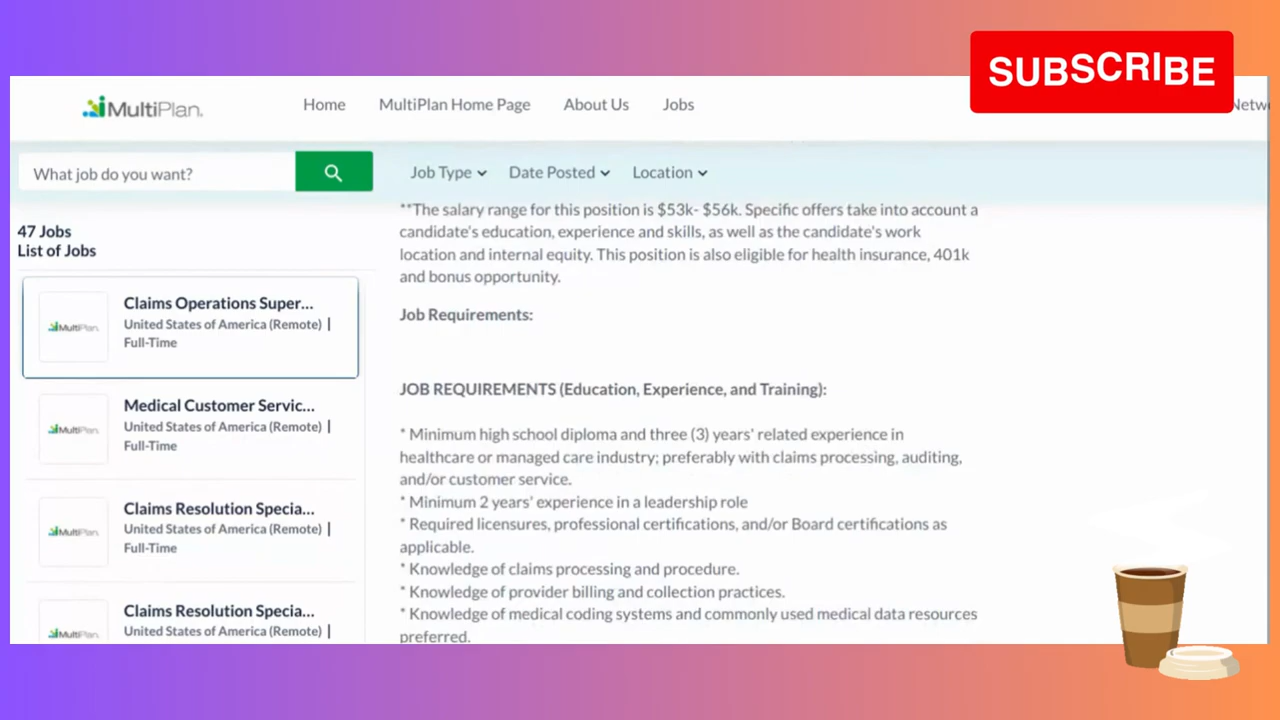 SUBSCRIBE
MultiPlan.
Home
MultiPlan Home Page
About Us
Jobs
What job do you want?
Job Type
Date Posted
Location
47 Jobs
List of Jobs
MultiPlan.
Claims Operations Super...
United States of America (Remote) |
Full-Time
MultiPlan.
Medical Customer Servic...
United States of America (Remote) |
Full-Time
MultiPlan.
Claims Resolution Specia...
United States of America (Remote) |
Full-Time
MultiPlan.
Claims Resolution Specia...
United States of America (Remote) |
**The salary range for this position is $53k- $56k. Specific offers take into account a
candidate's education, experience and skills, as well as the candidate's work
location and internal equity. This position is also eligible for health insurance, 401k
and bonus opportunity.
Job Requirements:
JOB REQUIREMENTS (Education, Experience, and Training):
* Minimum high school diploma and three (3) years' related experience in
healthcare or managed care industry; preferably with claims processing, auditing,
and/or customer service.
* Minimum 2 years' experience in a leadership role
* Required licensures, professional certifications, and/or Board certifications as
applicable.
* Knowledge of claims processing and procedure.
* Knowledge of provider billing and collection practices.
* Knowledge of medical coding systems and commonly used medical data resources
preferred.